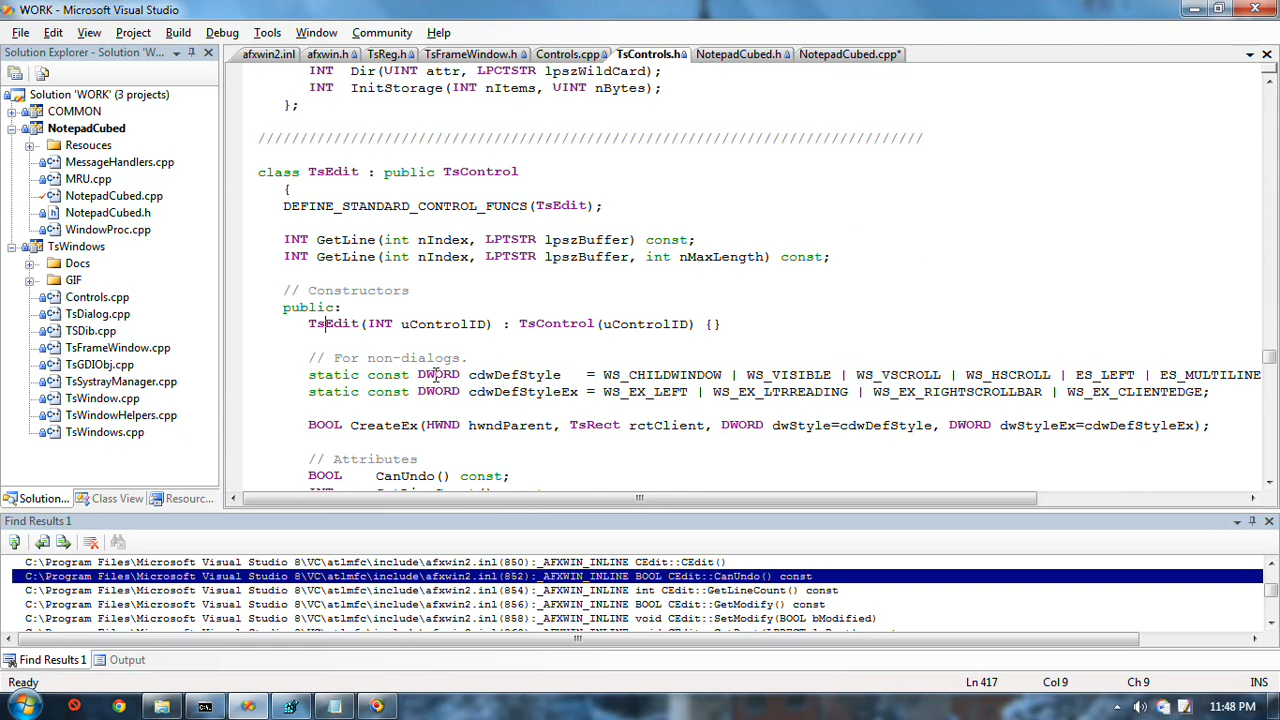 WORK - Microsoft Visual Studio
File Edit View Project Build Debug Tools Window Community Help
Solution Explorer - Solution 'W...
afxwin2.inl afxwin.h TsReg.h TsFrameWindow.h Controls.cpp TsControls.h NotepadCubed.h NotepadCubed.cpp*
Solution 'WORK' (3 projects)
COMMON
NotepadCubed
Resouces
MessageHandlers.cpp
MRU.cpp
NotepadCubed.cpp
NotepadCubed.h
WindowProc.cpp
TsWindows
Docs
GIF
Controls.cpp
TsDialog.cpp
TSDib.cpp
TsFrameWindow.cpp
TsGDIObj.cpp
TsSystrayManager.cpp
TsWindow.cpp
TsWindowHelpers.cpp
TsWindows.cpp
Solution... Class View Resourc...
INT Dir(UINT attr, LPCTSTR lpszWildCard);
INT InitStorage(INT nItems, UINT nBytes);
};
///////////////////////////////////////////////////////////////////////////////
class TsEdit : public TsControl
{
DEFINE_STANDARD_CONTROL_FUNCS(TsEdit);
INT GetLine(int nIndex, LPTSTR lpszBuffer) const;
INT GetLine(int nIndex, LPTSTR lpszBuffer, int nMaxLength) const;
// Constructors
public:
TsEdit(INT uControlID) : TsControl(uControlID) {}
// For non-dialogs.
static const DWORD cdwDefStyle = WS_CHILDWINDOW | WS_VISIBLE | WS_VSCROLL | WS_HSCROLL | ES_LEFT | ES_MULTILINE
static const DWORD cdwDefStyleEx = WS_EX_LEFT | WS_EX_LTRREADING | WS_EX_RIGHTSCROLLBAR | WS_EX_CLIENTEDGE;
BOOL CreateEx(HWND hwndParent, TsRect rctClient, DWORD dwStyle=cdwDefStyle, DWORD dwStyleEx=cdwDefStyleEx);
// Attributes
BOOL CanUndo() const;
Find Results 1
C:\Program Files\Microsoft Visual Studio 8\VC\atlmfc\include\afxwin2.inl(850):_AFXWIN_INLINE CEdit::CEdit()
C:\Program Files\Microsoft Visual Studio 8\VC\atlmfc\include\afxwin2.inl(852):_AFXWIN_INLINE BOOL CEdit::CanUndo() const
C:\Program Files\Microsoft Visual Studio 8\VC\atlmfc\include\afxwin2.inl(854):_AFXWIN_INLINE int CEdit::GetLineCount() const
C:\Program Files\Microsoft Visual Studio 8\VC\atlmfc\include\afxwin2.inl(856):_AFXWIN_INLINE BOOL CEdit::GetModify() const
C:\Program Files\Microsoft Visual Studio 8\VC\atlmfc\include\afxwin2.inl(858):_AFXWIN_INLINE void CEdit::SetModify(BOOL bModified)
Find Results 1 Output
Ready Ln 417 Col 9 Ch 9 INS
11:48 PM